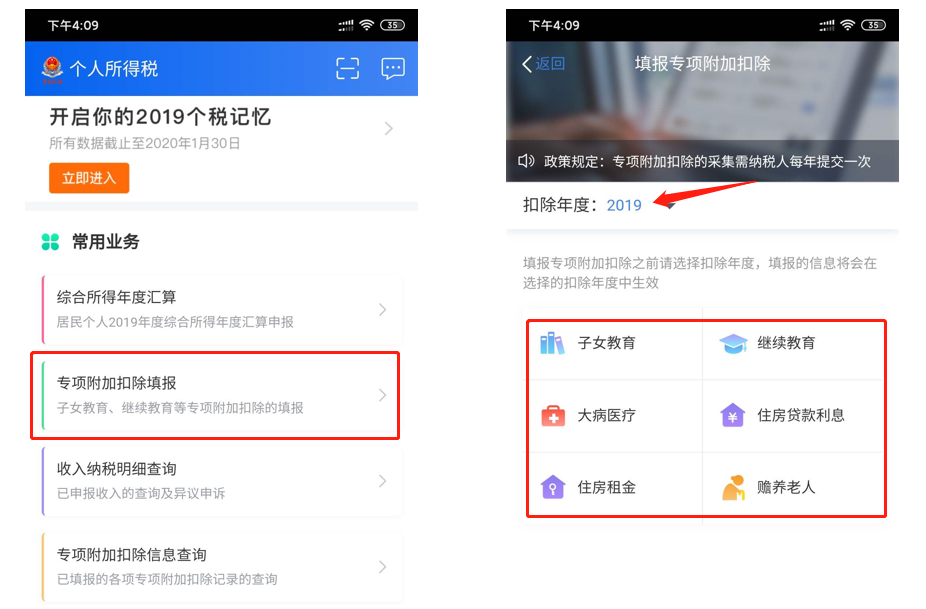 下午4:09
35
个人所得税
开启你的2019个税记忆
所有数据截止至2020年1月30日
立即进入
常用业务
综合所得年度汇算
居民个人2019年度综合所得年度汇算申报
专项附加扣除填报
子女教育、继续教育等专项附加扣除的填报
收入纳税明细查询
已申报收入的查询及异议申诉
专项附加扣除信息查询
已填报的各项专项附加扣除记录的查询
下午4:09
35
返回
填报专项附加扣除
政策规定：专项附加扣除的采集需纳税人每年提交一次
扣除年度：2019
填报专项附加扣除之前请选择扣除年度，填报的信息将会在
选择的扣除年度中生效
子女教育
继续教育
大病医疗
住房贷款利息
住房租金
赡养老人